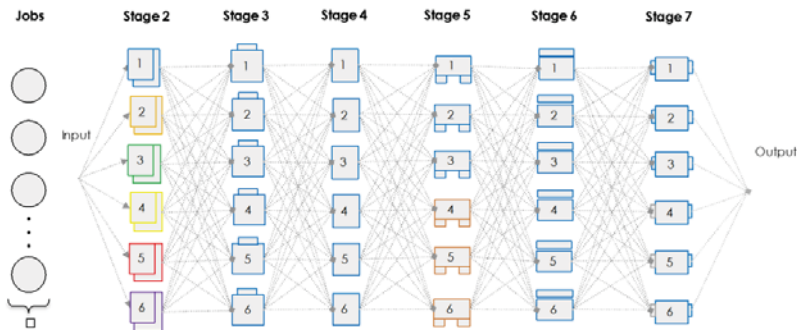 Jobs Stage 2 Stage 3 Stage 4 Stage 5 Stage 6 Stage 7
1 1 1 1 1 1
2 2 2 2 2 2
Input
Output
3 3 3 3 3 3
4 4 4 4 4 4
5 5 5 5 5 5
6 6 6 6 6 6